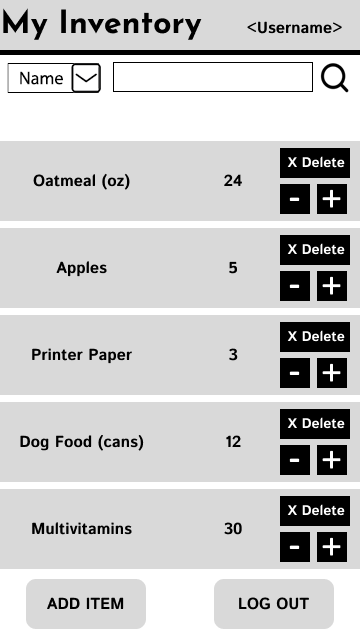 My Inventory <Username>
Name
X Delete
Oatmeal (oz) 24
- +
X Delete
Apples 5
- +
X Delete
Printer Paper 3
- +
X Delete
Dog Food (cans) 12
- +
X Delete
Multivitamins 30
- +
ADD ITEM LOG OUT